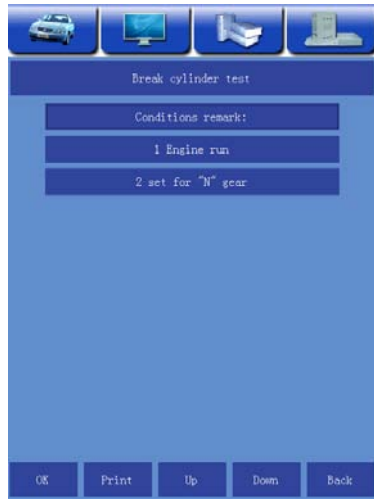 Break cylinder test
Conditions remark:
1 Engine run
2 set for "N" gear
OK Print Up Down Back